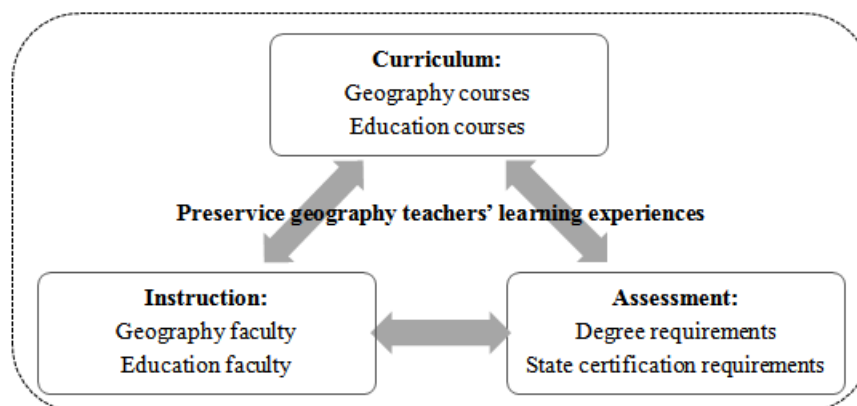 Curriculum:
Geography courses
Education courses
Preservice geography teachers’ learning experiences
Instruction:
Geography faculty
Education faculty
Assessment:
Degree requirements
State certification requirements